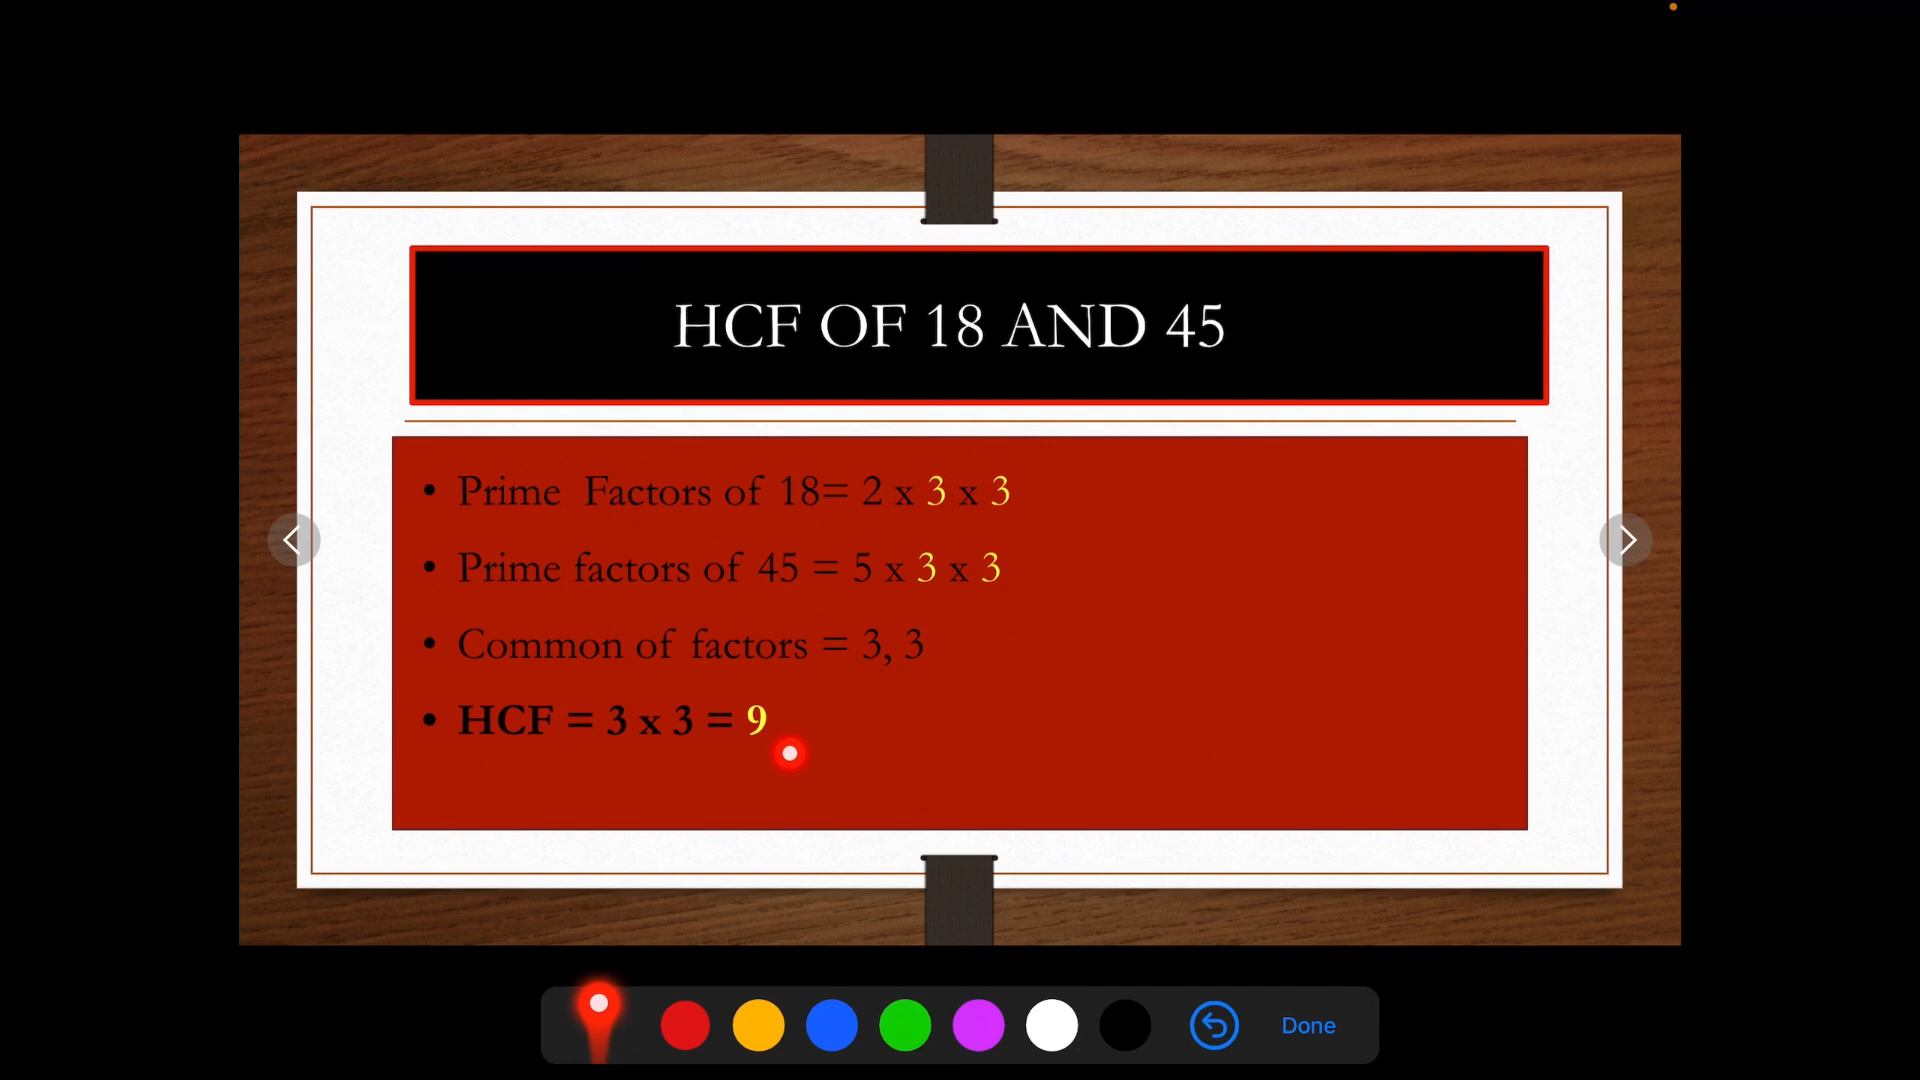 HCF OF 18 AND 45
• Prime Factors of 18= 2 x 3 x 3
• Prime factors of 45 = 5 x 3 x 3
• Common of factors = 3, 3
• HCF = 3 x 3 = 9
Done